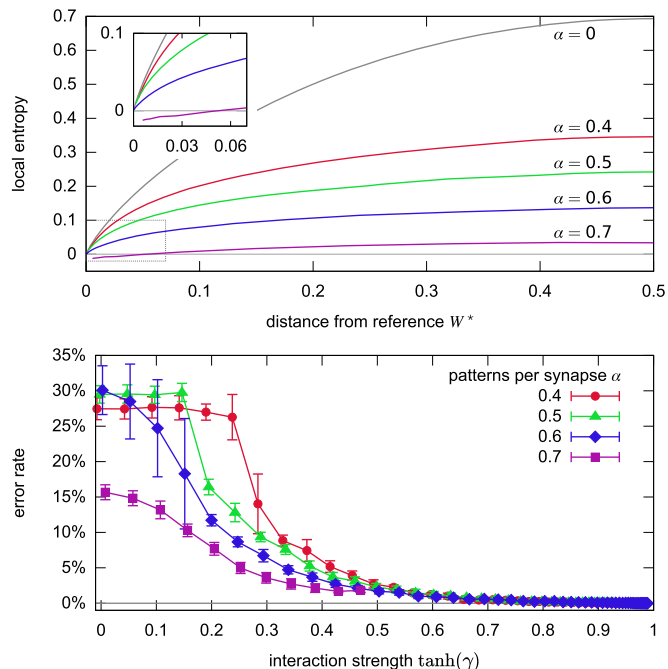 0.7
0.6
0.5
0.4
0.3
0.2
0.1
0
local entropy
0.1
0
0
0.03
0.06
α = 0
α = 0.4
α = 0.5
α = 0.6
α = 0.7
0 0.1 0.2 0.3 0.4 0.5
distance from reference W⋆
35%
30%
25%
20%
15%
10%
5%
0%
error rate
patterns per synapse α
0.4
0.5
0.6
0.7
0 0.1 0.2 0.3 0.4 0.5 0.6 0.7 0.8 0.9 1
interaction strength tanh(γ)